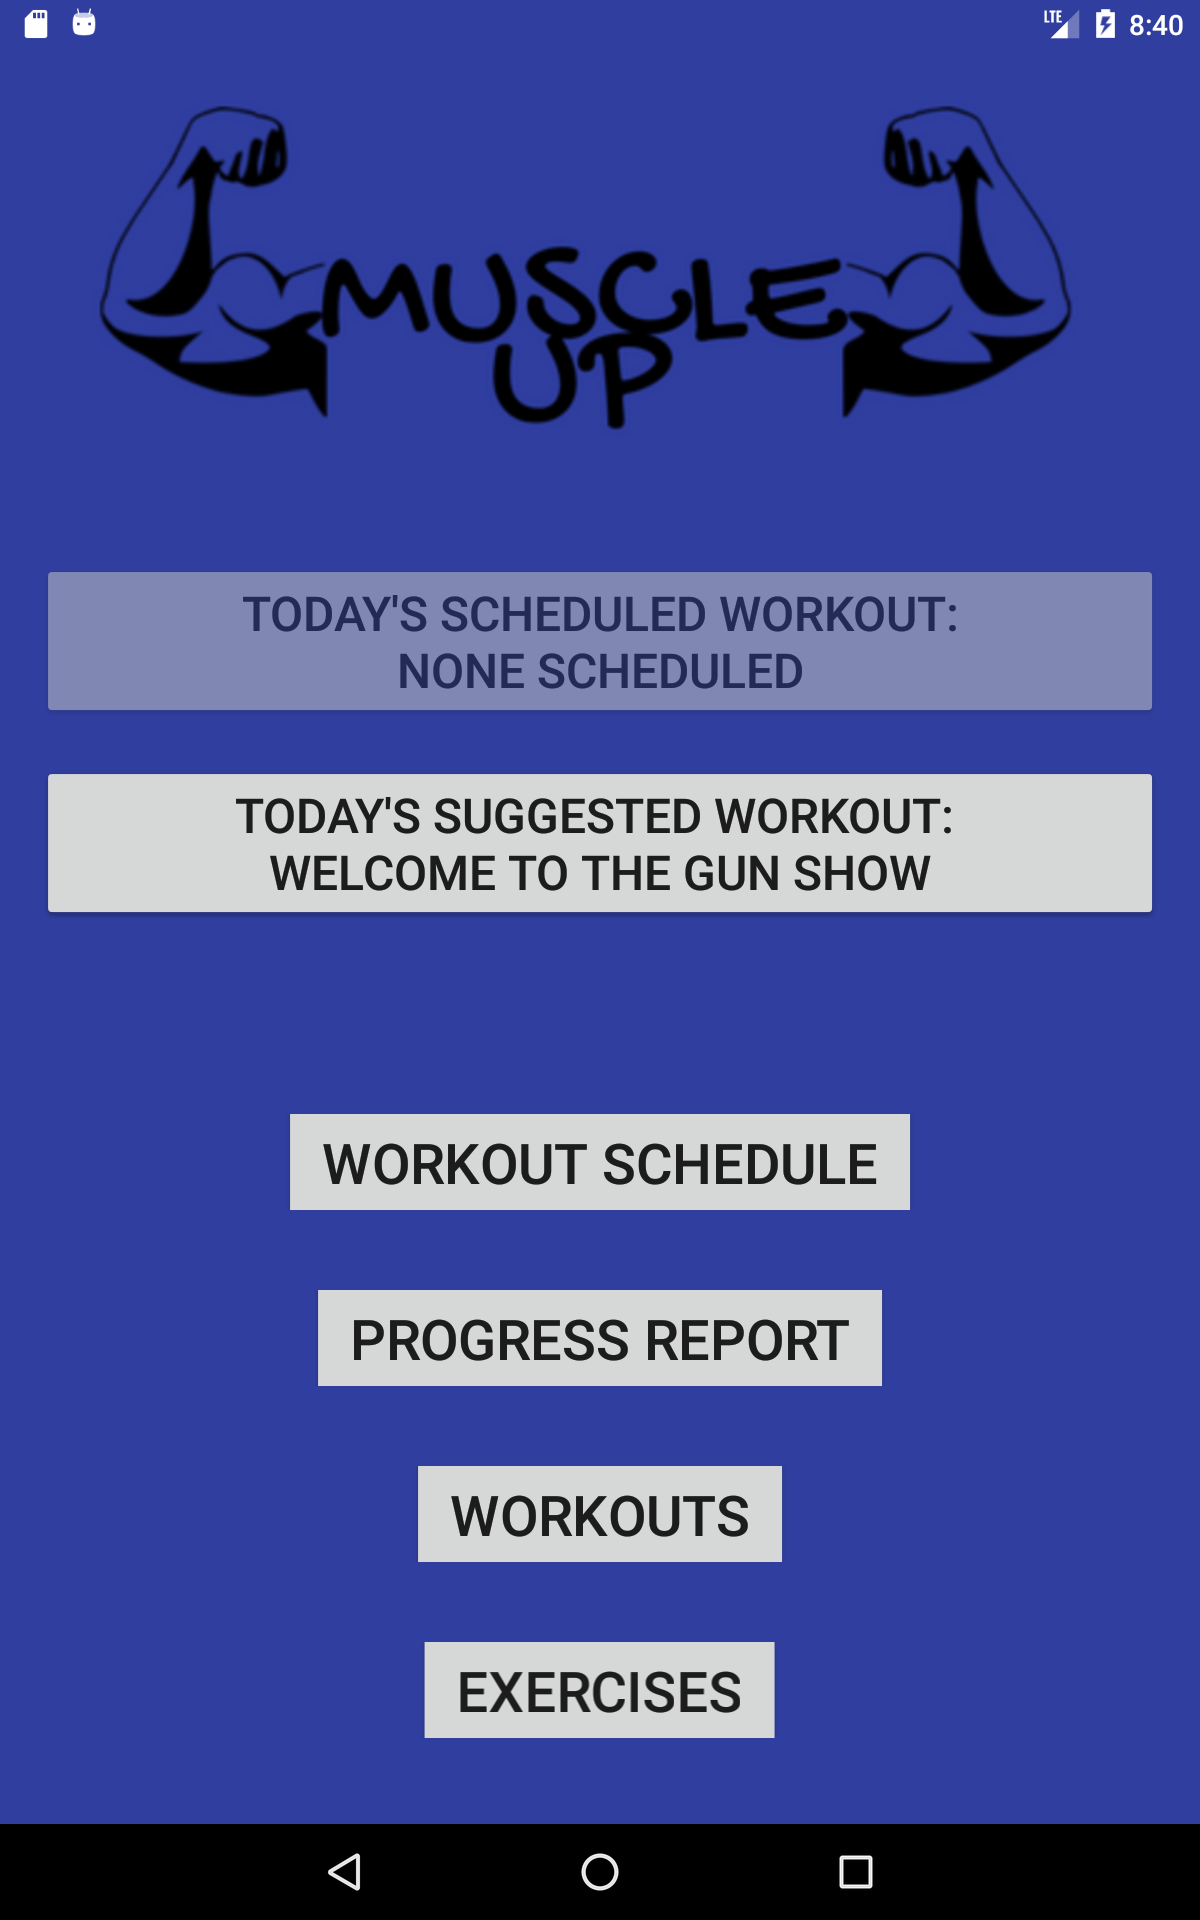 LTE 8:40
MUSCLE
UP
TODAY'S SCHEDULED WORKOUT:
NONE SCHEDULED
TODAY'S SUGGESTED WORKOUT:
WELCOME TO THE GUN SHOW
WORKOUT SCHEDULE
PROGRESS REPORT
WORKOUTS
EXERCISES